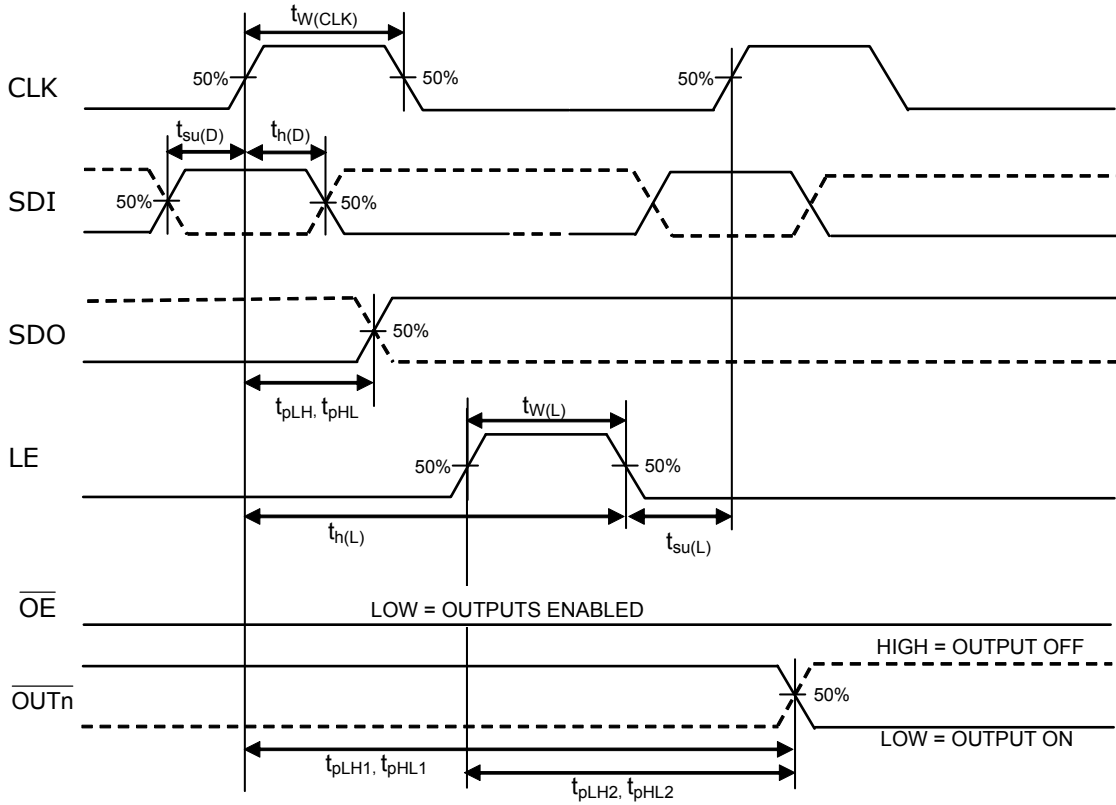 tW(CLK)
CLK
50%
50%
50%
tsu(D)
th(D)
SDI
50%
50%
SDO
50%
tpLH, tpHL
tW(L)
LE
50%
50%
th(L)
tsu(L)
OE
LOW = OUTPUTS ENABLED
HIGH = OUTPUT OFF
OUTn
50%
LOW = OUTPUT ON
tpLH1, tpHL1
tpLH2, tpHL2